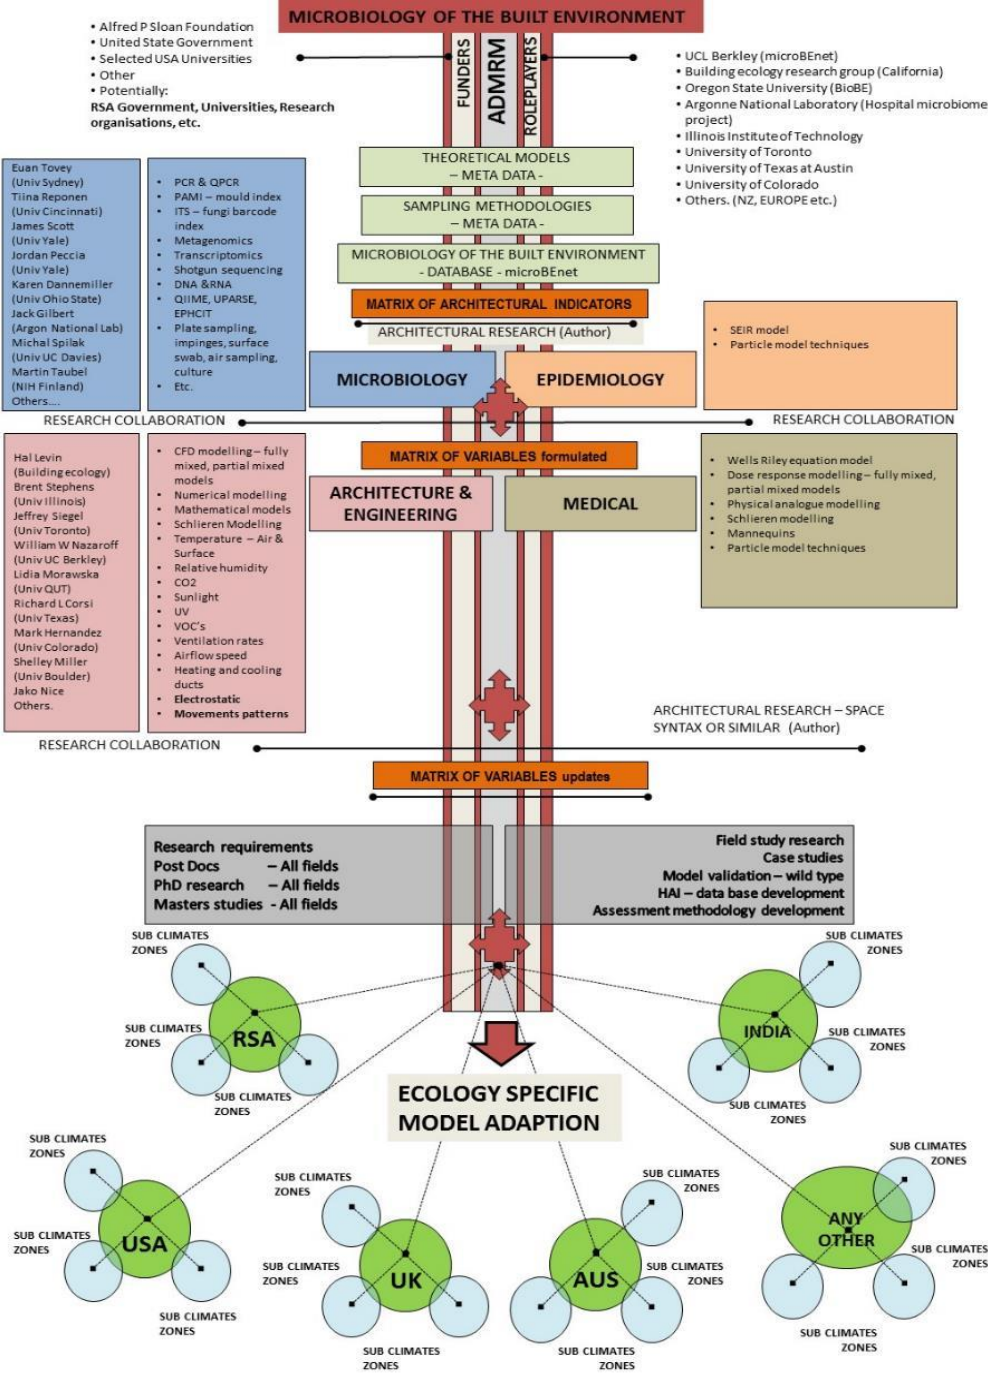 MICROBIOLOGY OF THE BUILT ENVIRONMENT
• Alfred P Sloan Foundation
• United State Government
• Selected USA Universities
• Other
• Potentially:
RSA Government, Universities, Research
organisations, etc.
FUNDERS
ADMRM
ROLEPLAYERS
• UCL Berkley (microBEnet)
• Building ecology research group (California)
• Oregon State University (BioBE)
• Argonne National Laboratory (Hospital microbiome
project)
• Illinois Institute of Technology
• University of Toronto
• University of Texas at Austin
• University of Colorado
• Others. (NZ, EUROPE etc.)
THEORETICAL MODELS
– META DATA -
SAMPLING METHODOLOGIES
– META DATA -
MICROBIOLOGY OF THE BUILT ENVIRONMENT
- DATABASE - microBEnet
MATRIX OF ARCHITECTURAL INDICATORS
ARCHITECTURAL RESEARCH (Author)
Euan Tovey
(Univ Sydney)
Tiina Reponen
(Univ Cincinnati)
James Scott
(Univ Yale)
Jordan Peccia
(Univ Yale)
Karen Dannemiller
(Univ Ohio State)
Jack Gilbert
(Argon National Lab)
Michal Spilak
(Univ UC Davies)
Martin Taubel
(NIH Finland)
Others....
• PCR & QPCR
• PAMI – mould index
• ITS – fungi barcode
index
• Metagenomics
• Transcriptomics
• Shotgun sequencing
• DNA &RNA
• QIIME, UPARSE,
EPHCIT
• Plate sampling,
impinges, surface
swab, air sampling,
culture
• Etc.
MICROBIOLOGY
EPIDEMIOLOGY
• SEIR model
• Particle model techniques
RESEARCH COLLABORATION
RESEARCH COLLABORATION
MATRIX OF VARIABLES formulated
ARCHITECTURE &
ENGINEERING
MEDICAL
Hal Levin
(Building ecology)
Brent Stephens
(Univ Illinois)
Jeffrey Siegel
(Univ Toronto)
William W Nazaroff
(Univ UC Berkley)
Lidia Morawska
(Univ QUT)
Richard L Corsi
(Univ Texas)
Mark Hernandez
(Univ Colorado)
Shelley Miller
(Univ Boulder)
Jako Nice
Others.
• CFD modelling – fully
mixed, partial mixed
models
• Numerical modelling
• Mathematical models
• Schlieren Modelling
• Temperature – Air &
Surface
• Relative humidity
• CO2
• Sunlight
• UV
• VOC's
• Ventilation rates
• Airflow speed
• Heating and cooling
ducts
• Electrostatic
• Movements patterns
• Wells Riley equation model
• Dose response modelling – fully mixed,
partial mixed models
• Physical analogue modelling
• Schlieren modelling
• Mannequins
• Particle model techniques
ARCHITECTURAL RESEARCH – SPACE
SYNTAX OR SIMILAR (Author)
RESEARCH COLLABORATION
MATRIX OF VARIABLES updates
Research requirements
Post Docs – All fields
PhD research – All fields
Masters studies - All fields
Field study research
Case studies
Model validation – wild type
HAI – data base development
Assessment methodology development
SUB CLIMATES
ZONES
SUB CLIMATES
ZONES
RSA
SUB CLIMATES
ZONES
SUB CLIMATES
ZONES
INDIA
SUB CLIMATES
ZONES
SUB CLIMATES
ZONES
ECOLOGY SPECIFIC
MODEL ADAPTION
SUB CLIMATES
ZONES
SUB CLIMATES
ZONES
USA
SUB CLIMATES
ZONES
SUB CLIMATES
ZONES
SUB CLIMATES
ZONES
UK
SUB CLIMATES
ZONES
SUB CLIMATES
ZONES
AUS
SUB CLIMATES
ZONES
SUB CLIMATES
ZONES
SUB CLIMATES
ZONES
ANY
OTHER
SUB CLIMATES
ZONES
SUB CLIMATES
ZONES